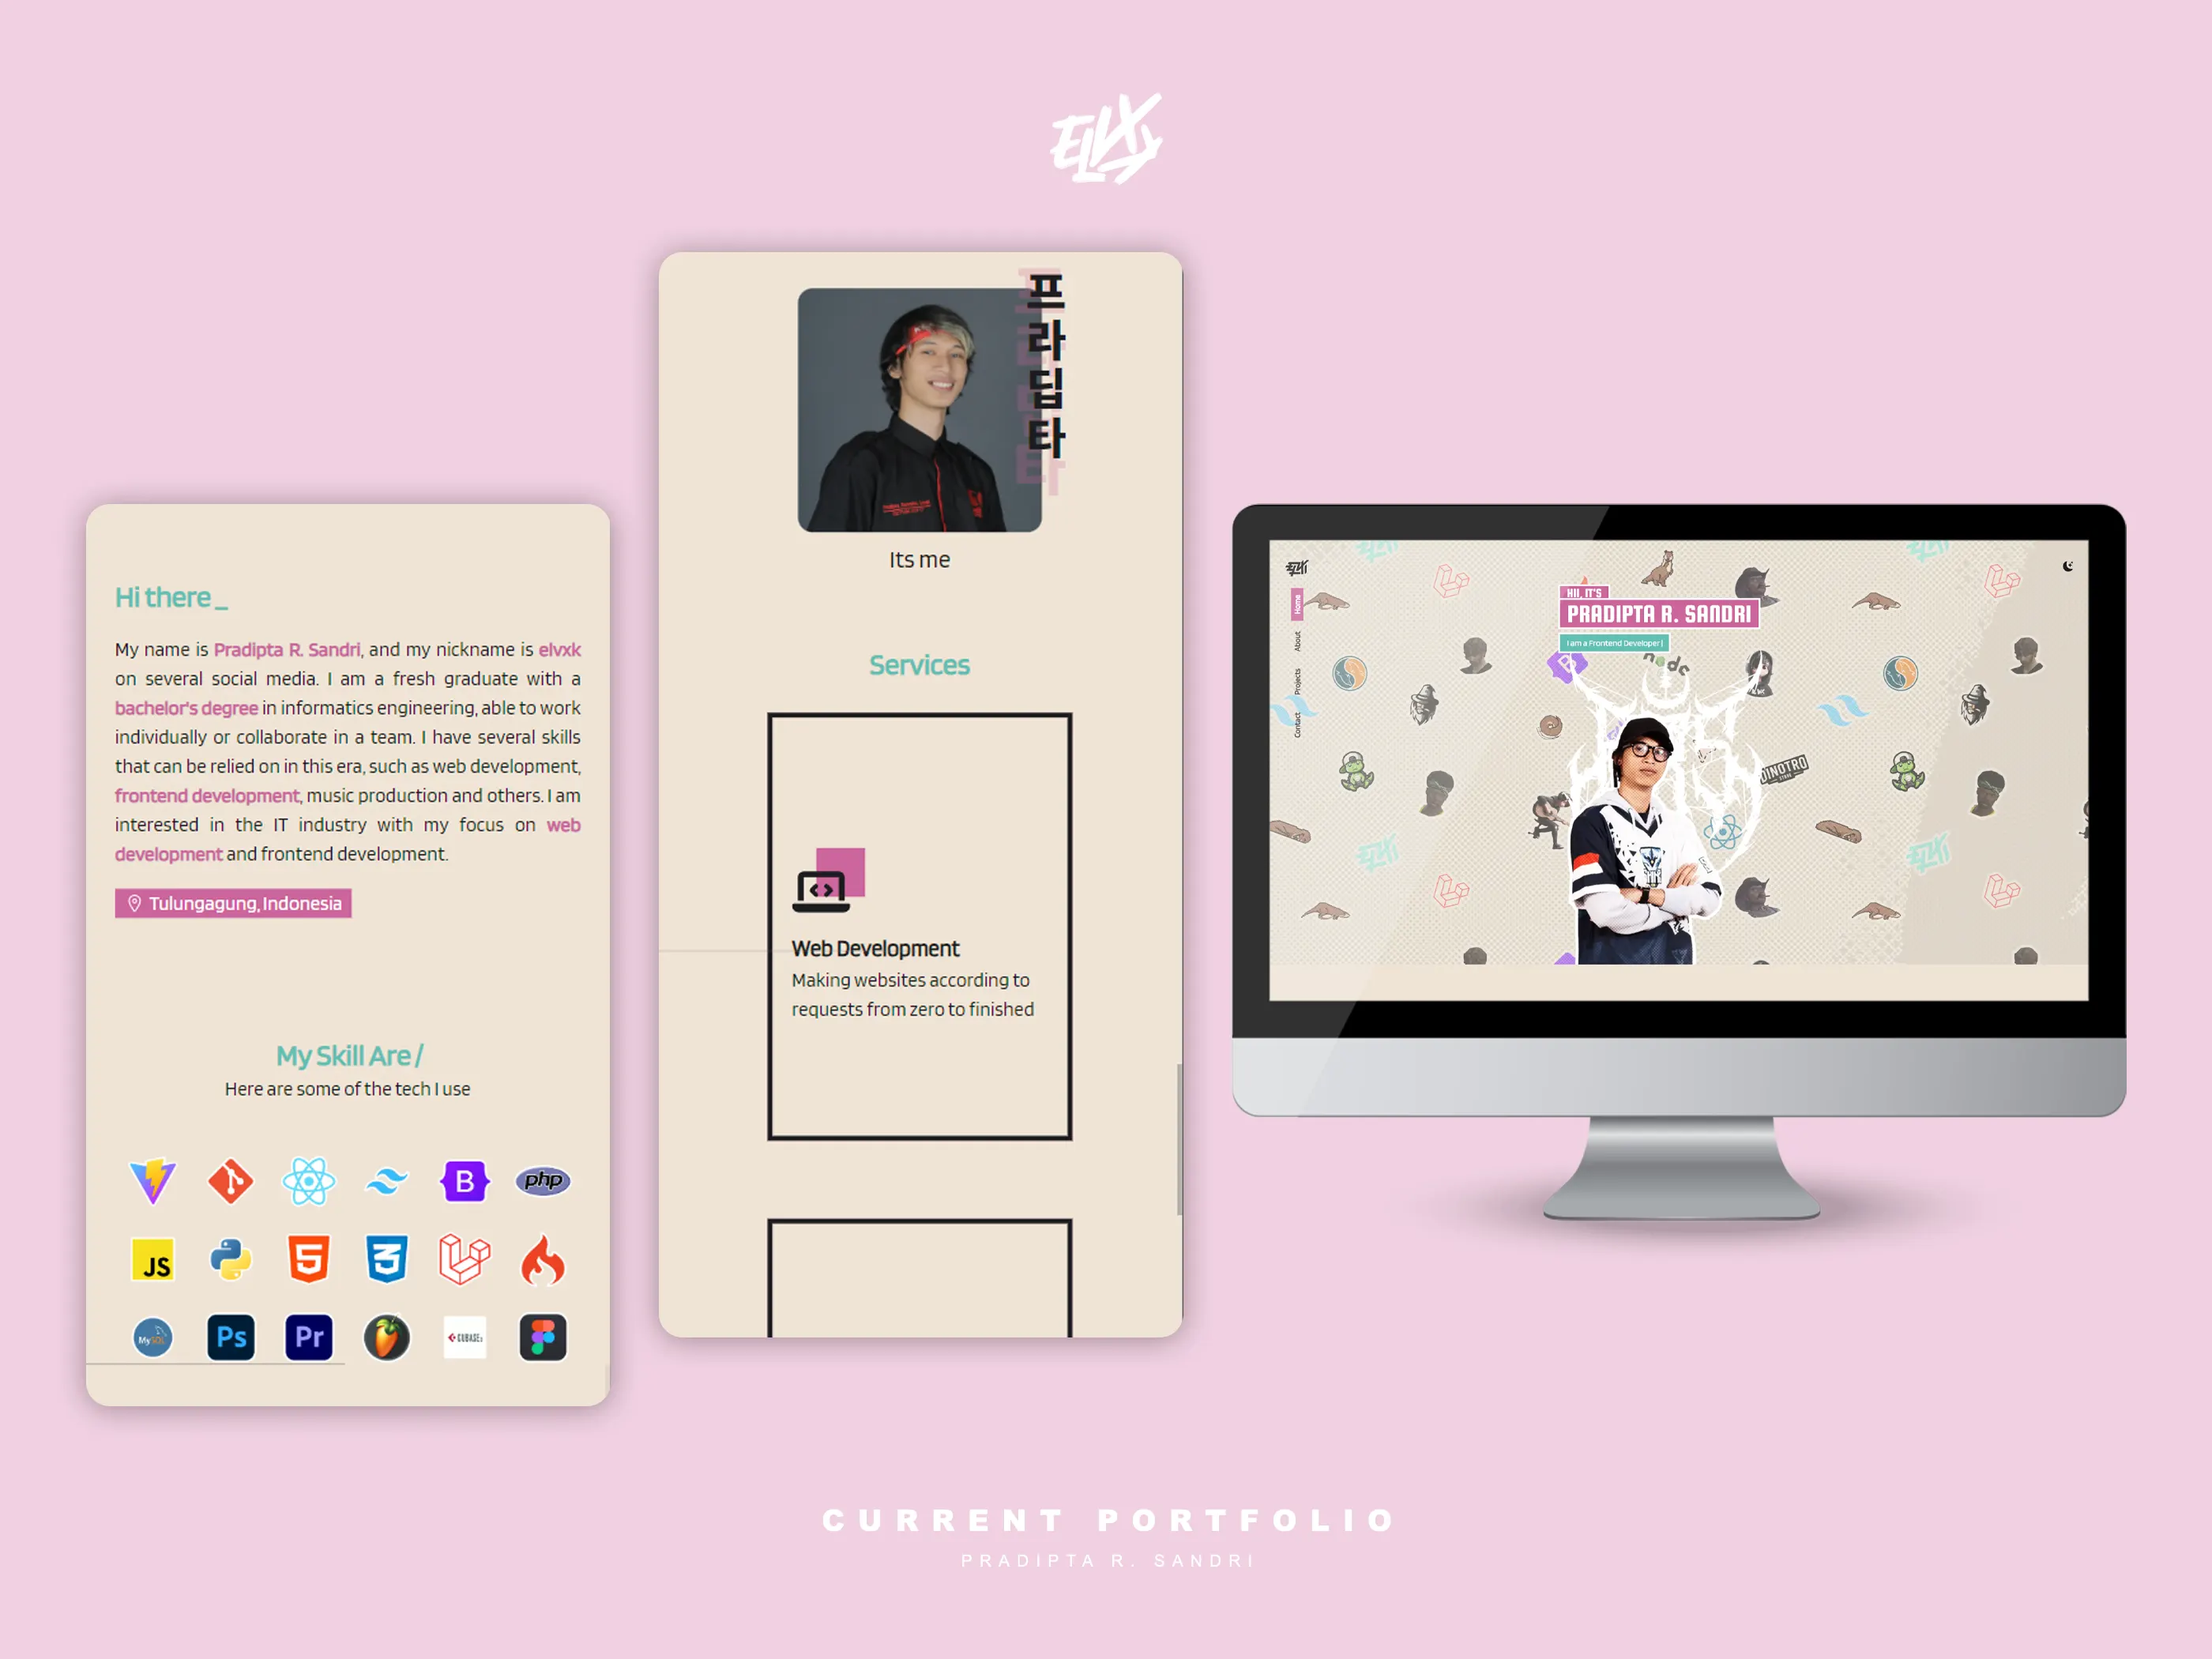 Hi there _
My name is Pradipta R. Sandri, and my nickname is elvxk
on several social media. I am a fresh graduate with a
bachelor's degree in informatics engineering, able to work
individually or collaborate in a team. I have several skills
that can be relied on in this era, such as web development,
frontend development, music production and others. I am
interested in the IT industry with my focus on web
development and frontend development.
Tulungagung, Indonesia
My Skill Are /
Here are some of the tech I use
B
php
JS
5
3
MySQL
Ps
Pr
CUBASE
프
라
딥
타
Its me
Services
Web Development
Making websites according to
requests from zero to finished
Home
About
Projects
Contact
HII, IT'S
PRADIPTA R. SANDRI
I am a Frontend Developer|
node
DINOTRO
CURRENT PORTFOLIO
PRADIPTA R. SANDRI